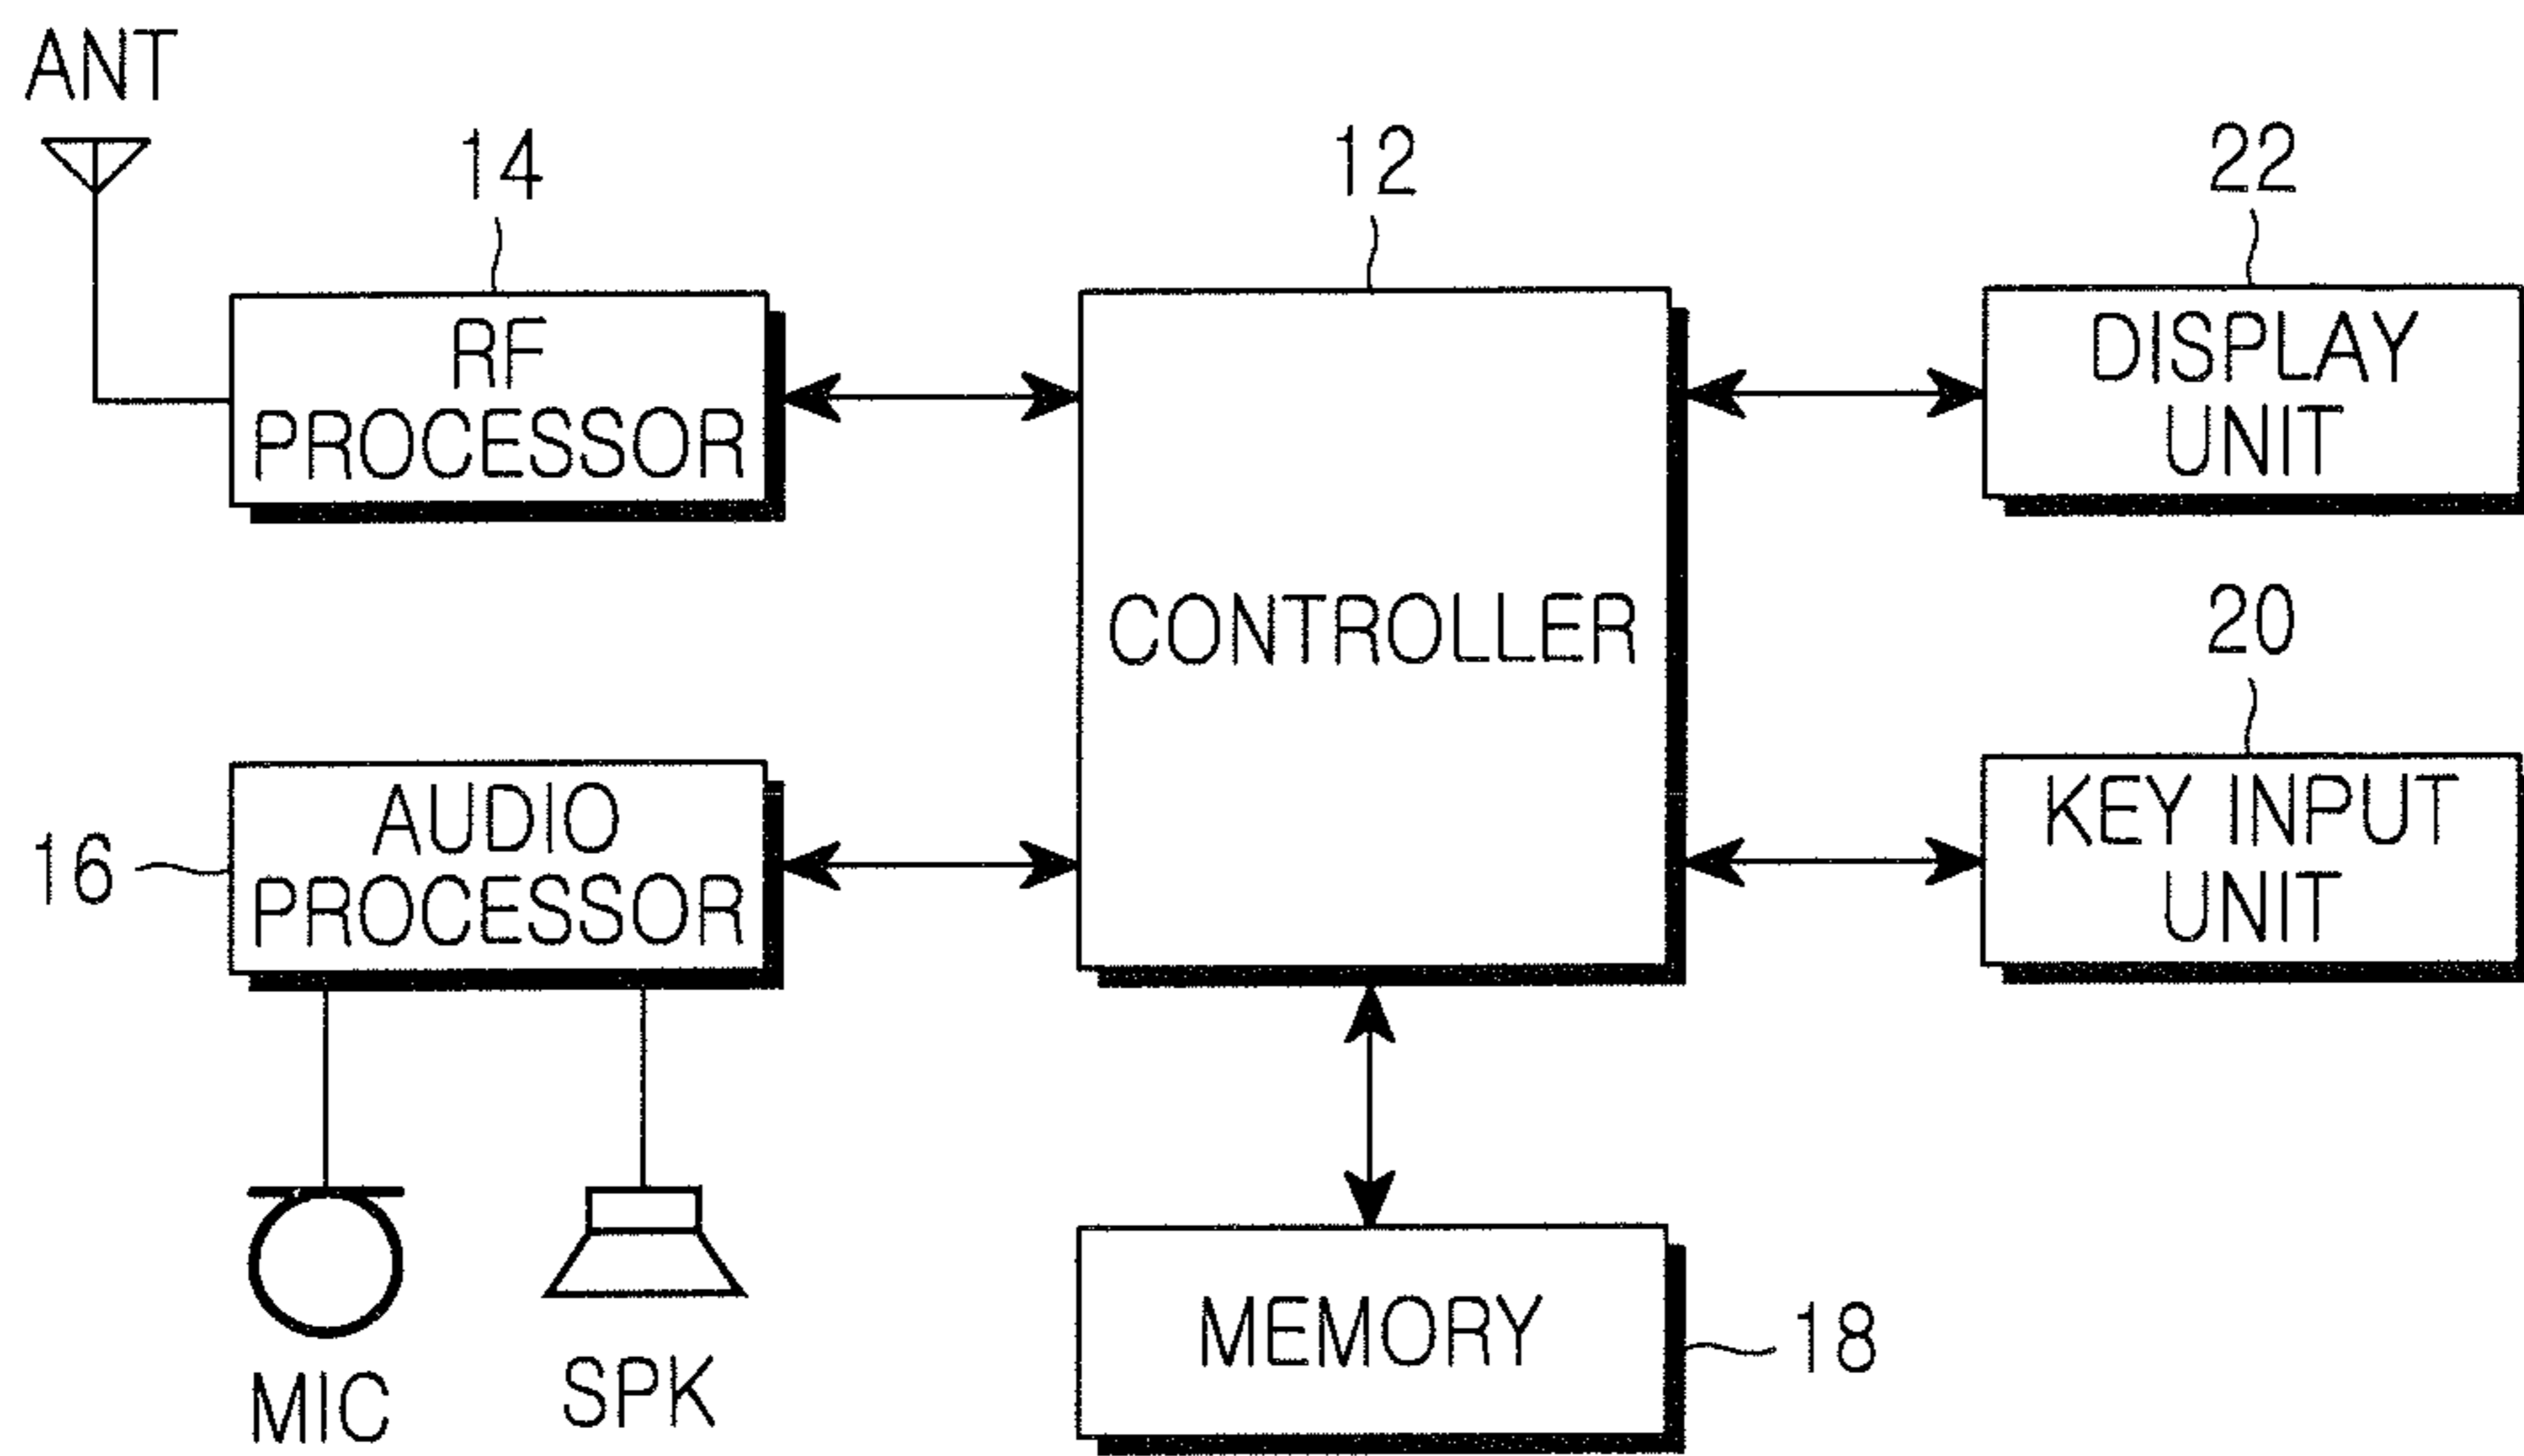 ANT
14
12
22
RF
PROCESSOR
DISPLAY
UNIT
CONTROLLER
20
16
AUDIO
PROCESSOR
KEY INPUT
UNIT
MEMORY
18
MIC
SPK